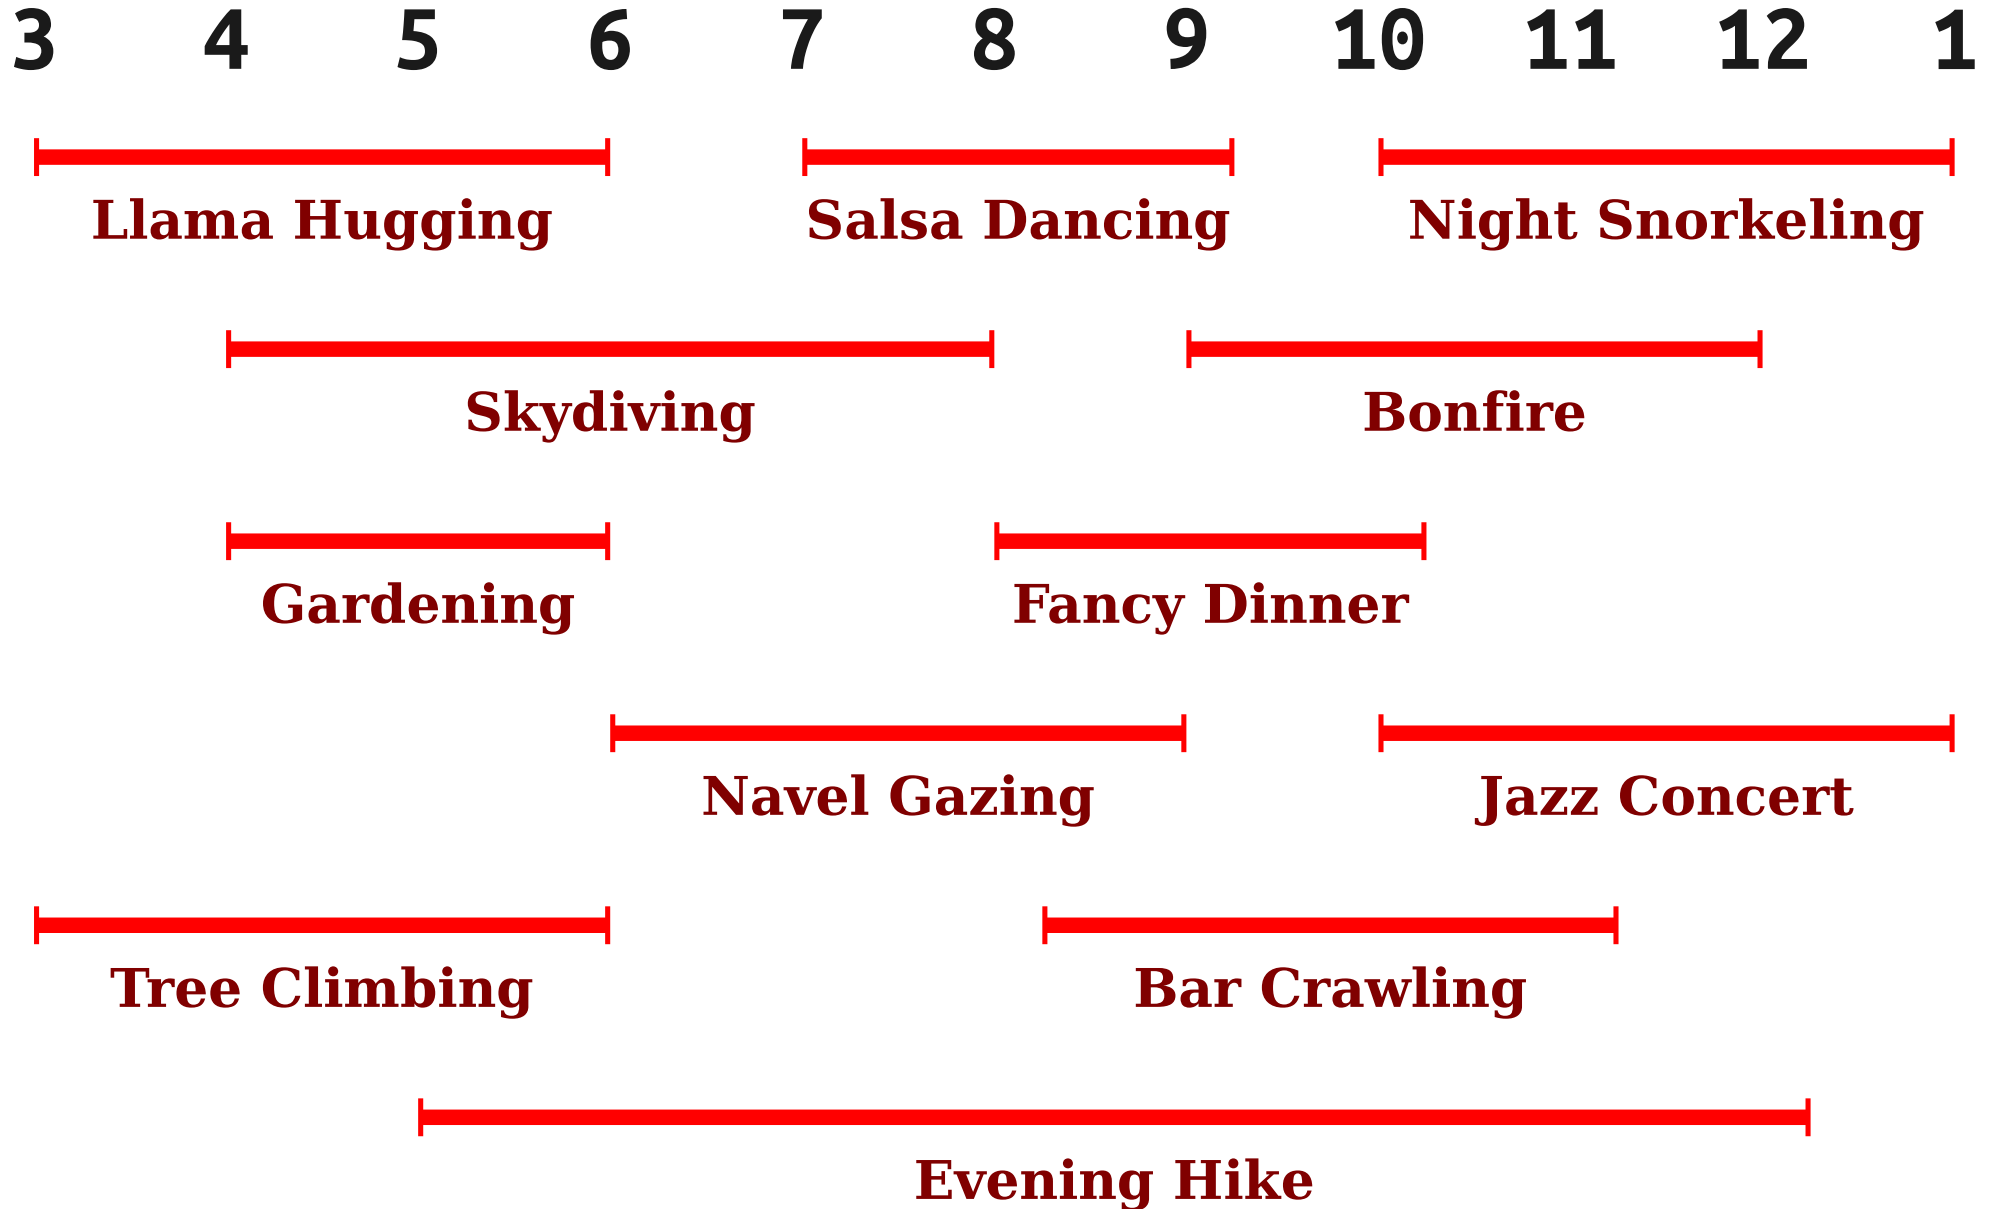 3 4 5 6 7 8 9 10 11 12 1
Llama Hugging Salsa Dancing Night Snorkeling
Skydiving Bonfire
Gardening Fancy Dinner
Navel Gazing Jazz Concert
Tree Climbing Bar Crawling
Evening Hike